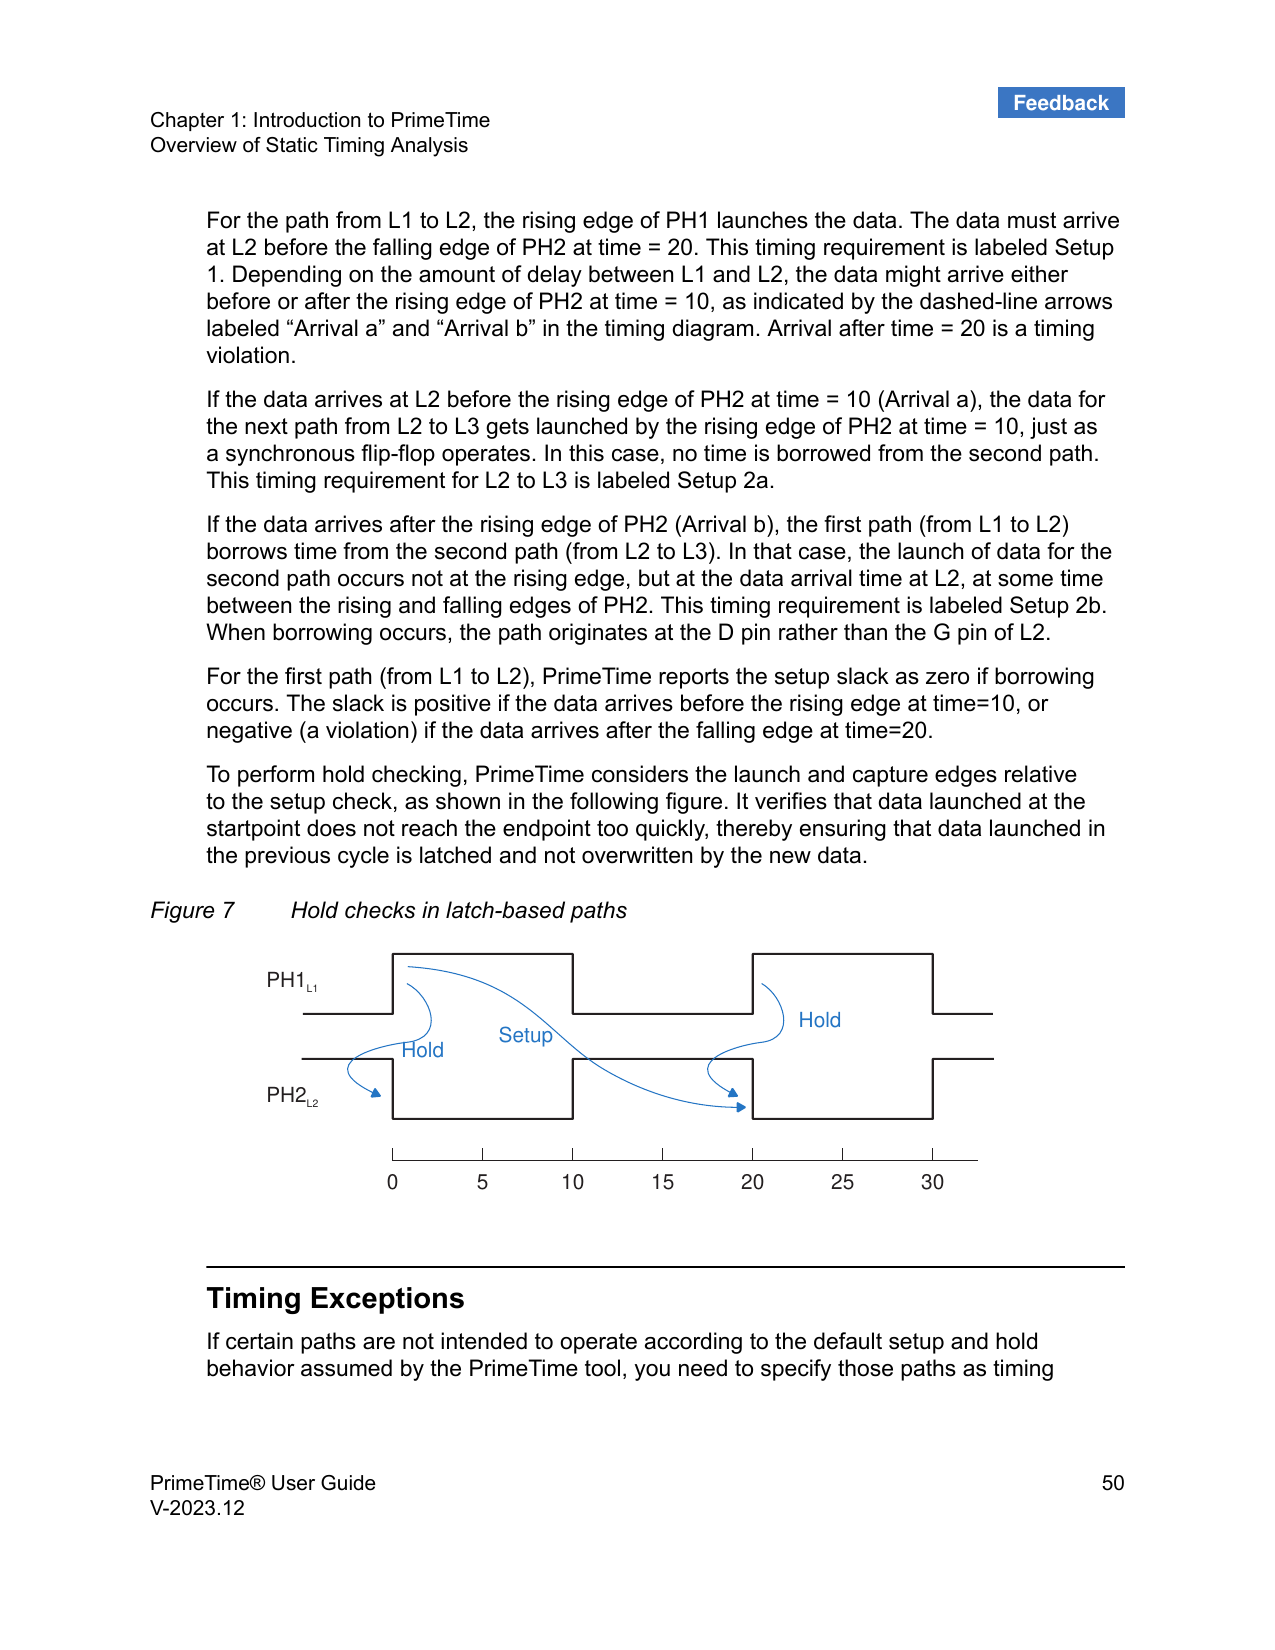 Feedback
Chapter 1: Introduction to PrimeTime
Overview of Static Timing Analysis
For the path from L1 to L2, the rising edge of PH1 launches the data. The data must arrive
at L2 before the falling edge of PH2 at time = 20. This timing requirement is labeled Setup
1. Depending on the amount of delay between L1 and L2, the data might arrive either
before or after the rising edge of PH2 at time = 10, as indicated by the dashed-line arrows
labeled “Arrival a” and “Arrival b” in the timing diagram. Arrival after time = 20 is a timing
violation.
If the data arrives at L2 before the rising edge of PH2 at time = 10 (Arrival a), the data for
the next path from L2 to L3 gets launched by the rising edge of PH2 at time = 10, just as
a synchronous flip-flop operates. In this case, no time is borrowed from the second path.
This timing requirement for L2 to L3 is labeled Setup 2a.
If the data arrives after the rising edge of PH2 (Arrival b), the first path (from L1 to L2)
borrows time from the second path (from L2 to L3). In that case, the launch of data for the
second path occurs not at the rising edge, but at the data arrival time at L2, at some time
between the rising and falling edges of PH2. This timing requirement is labeled Setup 2b.
When borrowing occurs, the path originates at the D pin rather than the G pin of L2.
For the first path (from L1 to L2), PrimeTime reports the setup slack as zero if borrowing
occurs. The slack is positive if the data arrives before the rising edge at time=10, or
negative (a violation) if the data arrives after the falling edge at time=20.
To perform hold checking, PrimeTime considers the launch and capture edges relative
to the setup check, as shown in the following figure. It verifies that data launched at the
startpoint does not reach the endpoint too quickly, thereby ensuring that data launched in
the previous cycle is latched and not overwritten by the new data.
Figure 7 Hold checks in latch-based paths
PH1L1
Hold
Setup
Hold
PH2L2
0 5 10 15 20 25 30
Timing Exceptions
If certain paths are not intended to operate according to the default setup and hold
behavior assumed by the PrimeTime tool, you need to specify those paths as timing
PrimeTime® User Guide 50
V-2023.12